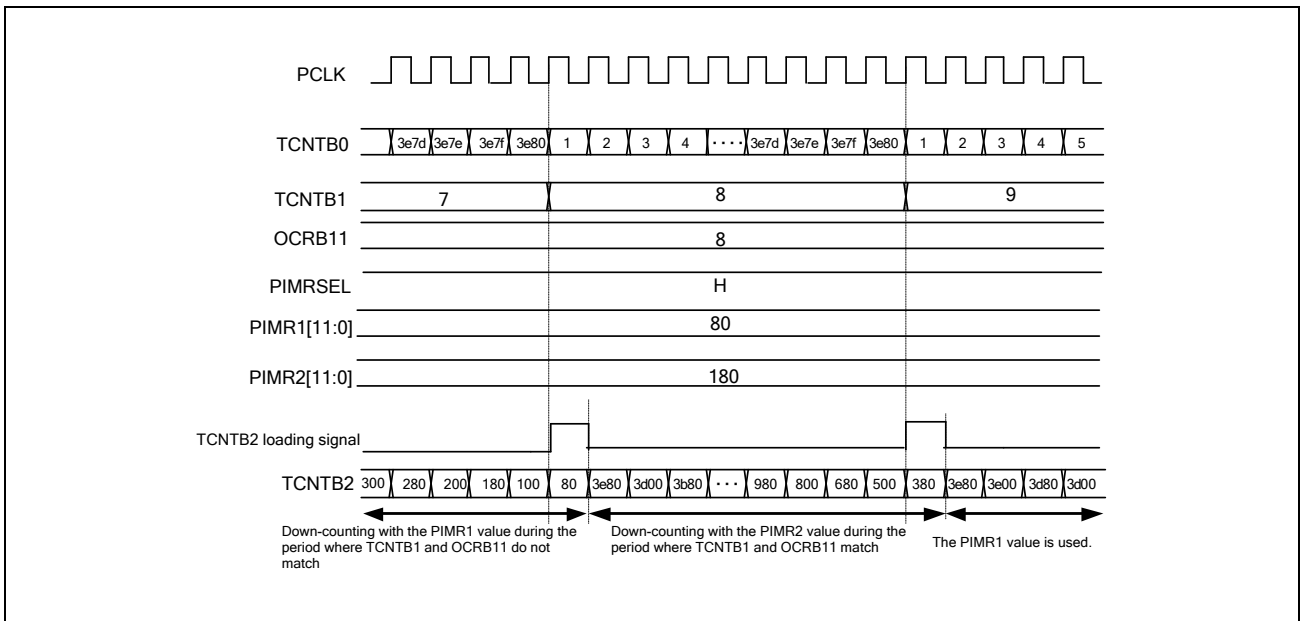 PCLK
TCNTB0 3e7d 3e7e 3e7f 3e80 1 2 3 4 ···· 3e7d 3e7e 3e7f 3e80 1 2 3 4 5
TCNTB1 7 8 9
OCRB11 8
PIMRSEL H
PIMR1[11:0] 80
PIMR2[11:0] 180
TCNTB2 loading signal
TCNTB2 300 280 200 180 100 80 3e80 3d00 3b80 ··· 980 800 680 500 380 3e80 3e00 3d80 3d00
Down-counting with the PIMR1 value during the
period where TCNTB1 and OCRB11 do not
match
Down-counting with the PIMR2 value during the
period where TCNTB1 and OCRB11 match
The PIMR1 value is used.